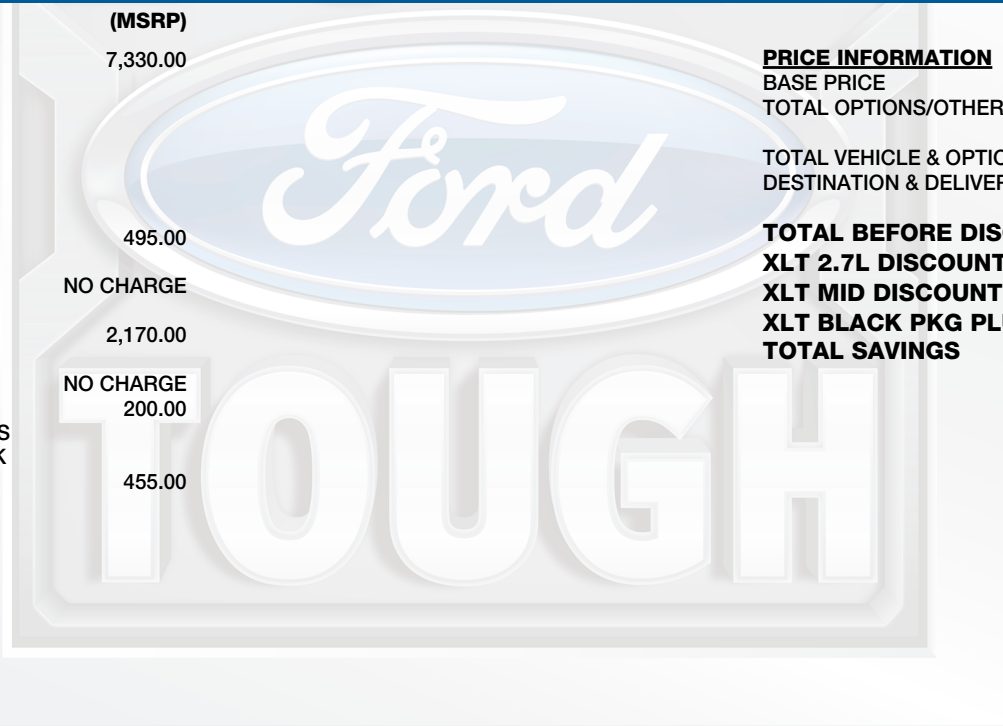 (MSRP)
7,330.00
495.00
NO CHARGE
2,170.00
NO CHARGE
200.00
S
K
455.00
PRICE INFORMATION
BASE PRICE
TOTAL OPTIONS/OTHER
TOTAL VEHICLE & OPTIO
DESTINATION & DELIVER
TOTAL BEFORE DISC
XLT 2.7L DISCOUNT
XLT MID DISCOUNT
XLT BLACK PKG PL
TOTAL SAVINGS
Ford
TOUGH